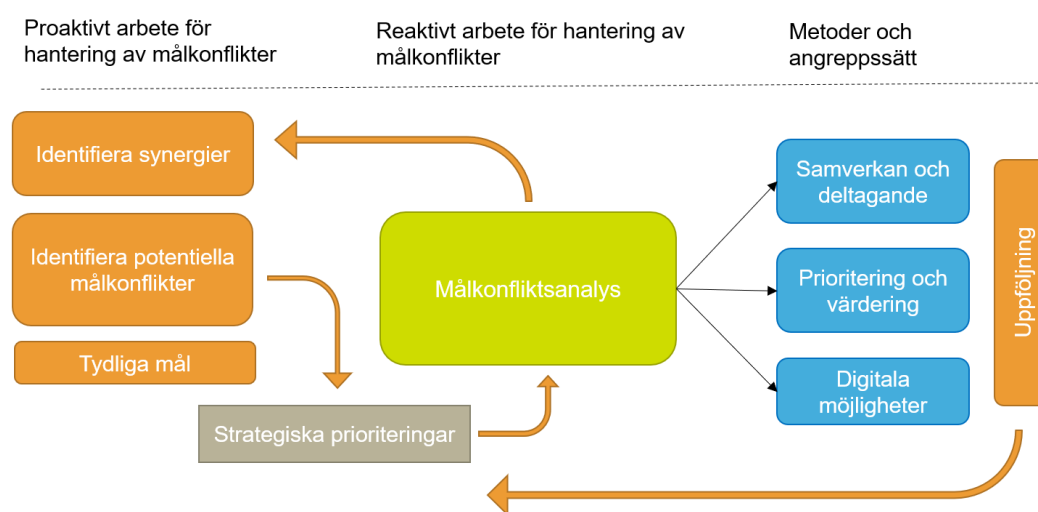 Proaktivt arbete för
hantering av målkonflikter
Reaktivt arbete för hantering av
målkonflikter
Metoder och
angreppssätt
Identifiera synergier
Identifiera potentiella
målkonflikter
Tydliga mål
Strategiska prioriteringar
Målkonfliktsanalys
Samverkan och
deltagande
Prioritering och
värdering
Digitala
möjligheter
Uppföljning